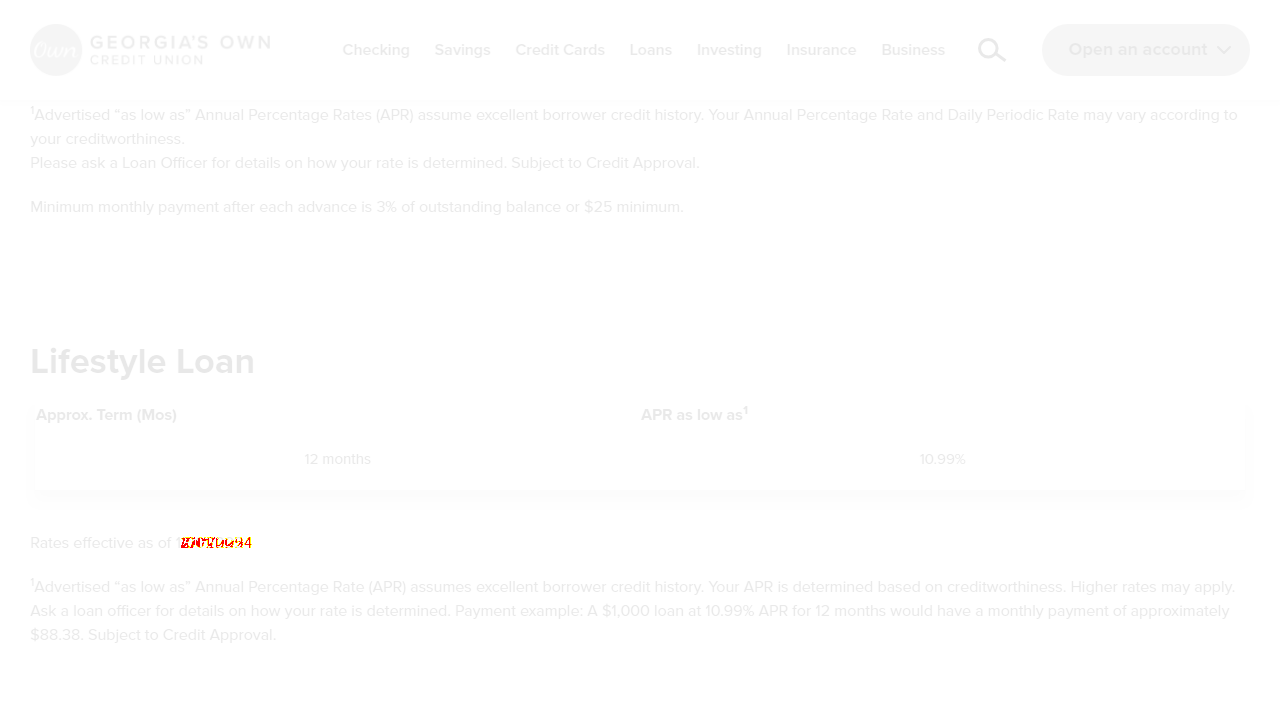 Own GEORGIA'S OWN
CREDIT UNION
Checking Savings Credit Cards Loans Investing Insurance Business Open an account
¹Advertised “as low as” Annual Percentage Rates (APR) assume excellent borrower credit history. Your Annual Percentage Rate and Daily Periodic Rate may vary according to
your creditworthiness.
Please ask a Loan Officer for details on how your rate is determined. Subject to Credit Approval.
Minimum monthly payment after each advance is 3% of outstanding balance or $25 minimum.
Lifestyle Loan
Approx. Term (Mos) APR as low as¹
12 months 10.99%
Rates effective as of
¹Advertised “as low as” Annual Percentage Rate (APR) assumes excellent borrower credit history. Your APR is determined based on creditworthiness. Higher rates may apply.
Ask a loan officer for details on how your rate is determined. Payment example: A $1,000 loan at 10.99% APR for 12 months would have a monthly payment of approximately
$88.38. Subject to Credit Approval.